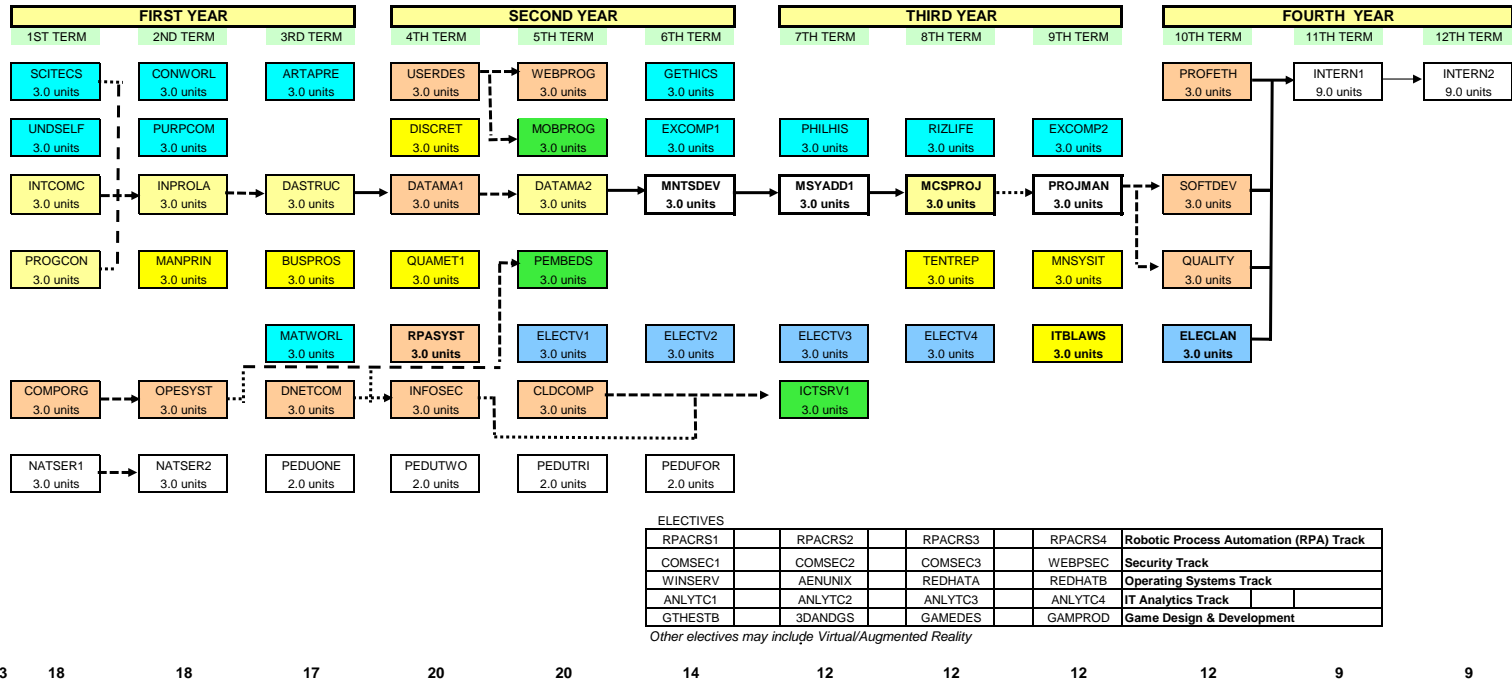 FIRST YEAR SECOND YEAR THIRD YEAR FOURTH YEAR
1ST TERM 2ND TERM 3RD TERM 4TH TERM 5TH TERM 6TH TERM 7TH TERM 8TH TERM 9TH TERM 10TH TERM 11TH TERM 12TH TERM
SCITECS CONWORL ARTAPRE USERDES WEBPROG GETHICS PROFETH INTERN1 INTERN2
3.0 units 3.0 units 3.0 units 3.0 units 3.0 units 3.0 units 3.0 units 9.0 units 9.0 units
UNDSELF PURPCOM DISCRET MOBPROG EXCOMP1 PHILHIS RIZLIFE EXCOMP2
3.0 units 3.0 units 3.0 units 3.0 units 3.0 units 3.0 units 3.0 units 3.0 units
INTCOMC INPROLA DASTRUC DATAMA1 DATAMA2 MNTSDEV MSYADD1 MCSPROJ PROJMAN SOFTDEV
3.0 units 3.0 units 3.0 units 3.0 units 3.0 units 3.0 units 3.0 units 3.0 units 3.0 units 3.0 units
PROGCON MANPRIN BUSPROS QUAMET1 PEMBEDS TENTREP MNSYSIT QUALITY
3.0 units 3.0 units 3.0 units 3.0 units 3.0 units 3.0 units 3.0 units 3.0 units
MATWORL RPASYST ELECTV1 ELECTV2 ELECTV3 ELECTV4 ITBLAWS ELECLAN
3.0 units 3.0 units 3.0 units 3.0 units 3.0 units 3.0 units 3.0 units 3.0 units
COMPORG OPESYST DNETCOM INFOSEC CLDCOMP ICTSRV1
3.0 units 3.0 units 3.0 units 3.0 units 3.0 units 3.0 units
NATSER1 NATSER2 PEDUONE PEDUTWO PEDUTRI PEDUFOR
3.0 units 3.0 units 2.0 units 2.0 units 2.0 units 2.0 units
ELECTIVES
RPACRS1 RPACRS2 RPACRS3 RPACRS4 Robotic Process Automation (RPA) Track
COMSEC1 COMSEC2 COMSEC3 WEBPSEC Security Track
WINSERV AENUNIX REDHATA REDHATB Operating Systems Track
ANLYTC1 ANLYTC2 ANLYTC3 ANLYTC4 IT Analytics Track
GTHESTB 3DANDGS GAMEDES GAMPROD Game Design & Development
Other electives may include Virtual/Augmented Reality
3 18 18 17 20 20 14 12 12 12 12 9 9